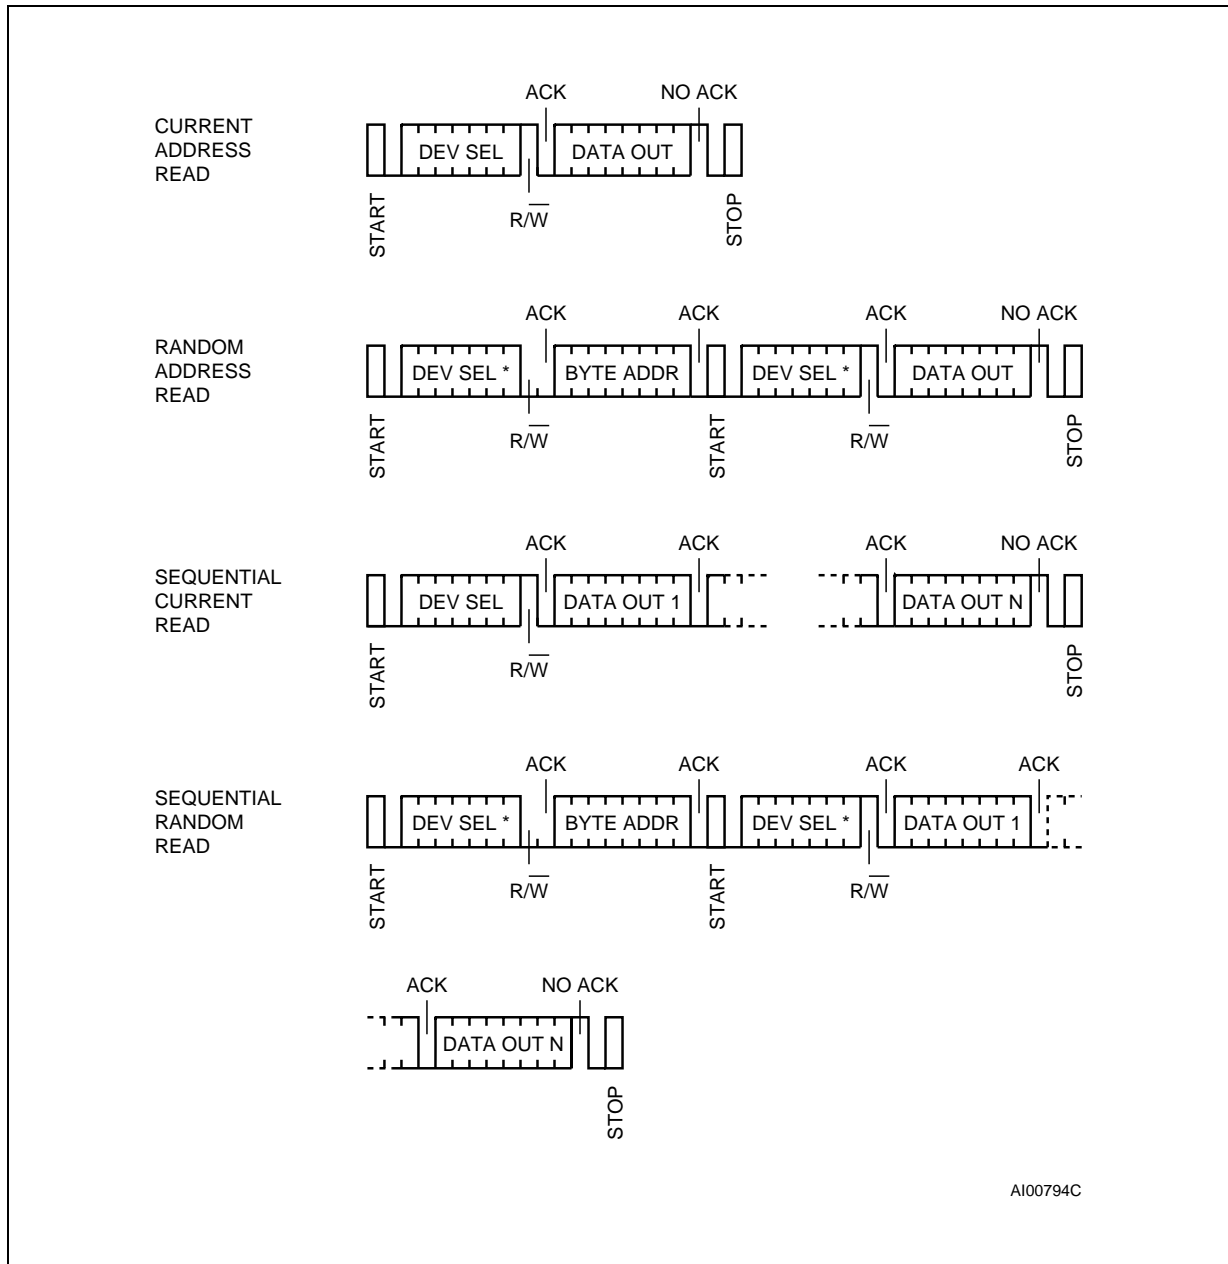 ACK NO ACK
CURRENT
ADDRESS
READ
DEV SEL DATA OUT
START R/W̅ STOP
ACK ACK ACK NO ACK
RANDOM
ADDRESS
READ
DEV SEL * BYTE ADDR DEV SEL * DATA OUT
START R/W̅ START R/W̅ STOP
ACK ACK ACK NO ACK
SEQUENTIAL
CURRENT
READ
DEV SEL DATA OUT 1 DATA OUT N
START R/W̅ STOP
ACK ACK ACK ACK
SEQUENTIAL
RANDOM
READ
DEV SEL * BYTE ADDR DEV SEL * DATA OUT 1
START R/W̅ START R/W̅
ACK NO ACK
DATA OUT N
STOP
AI00794C